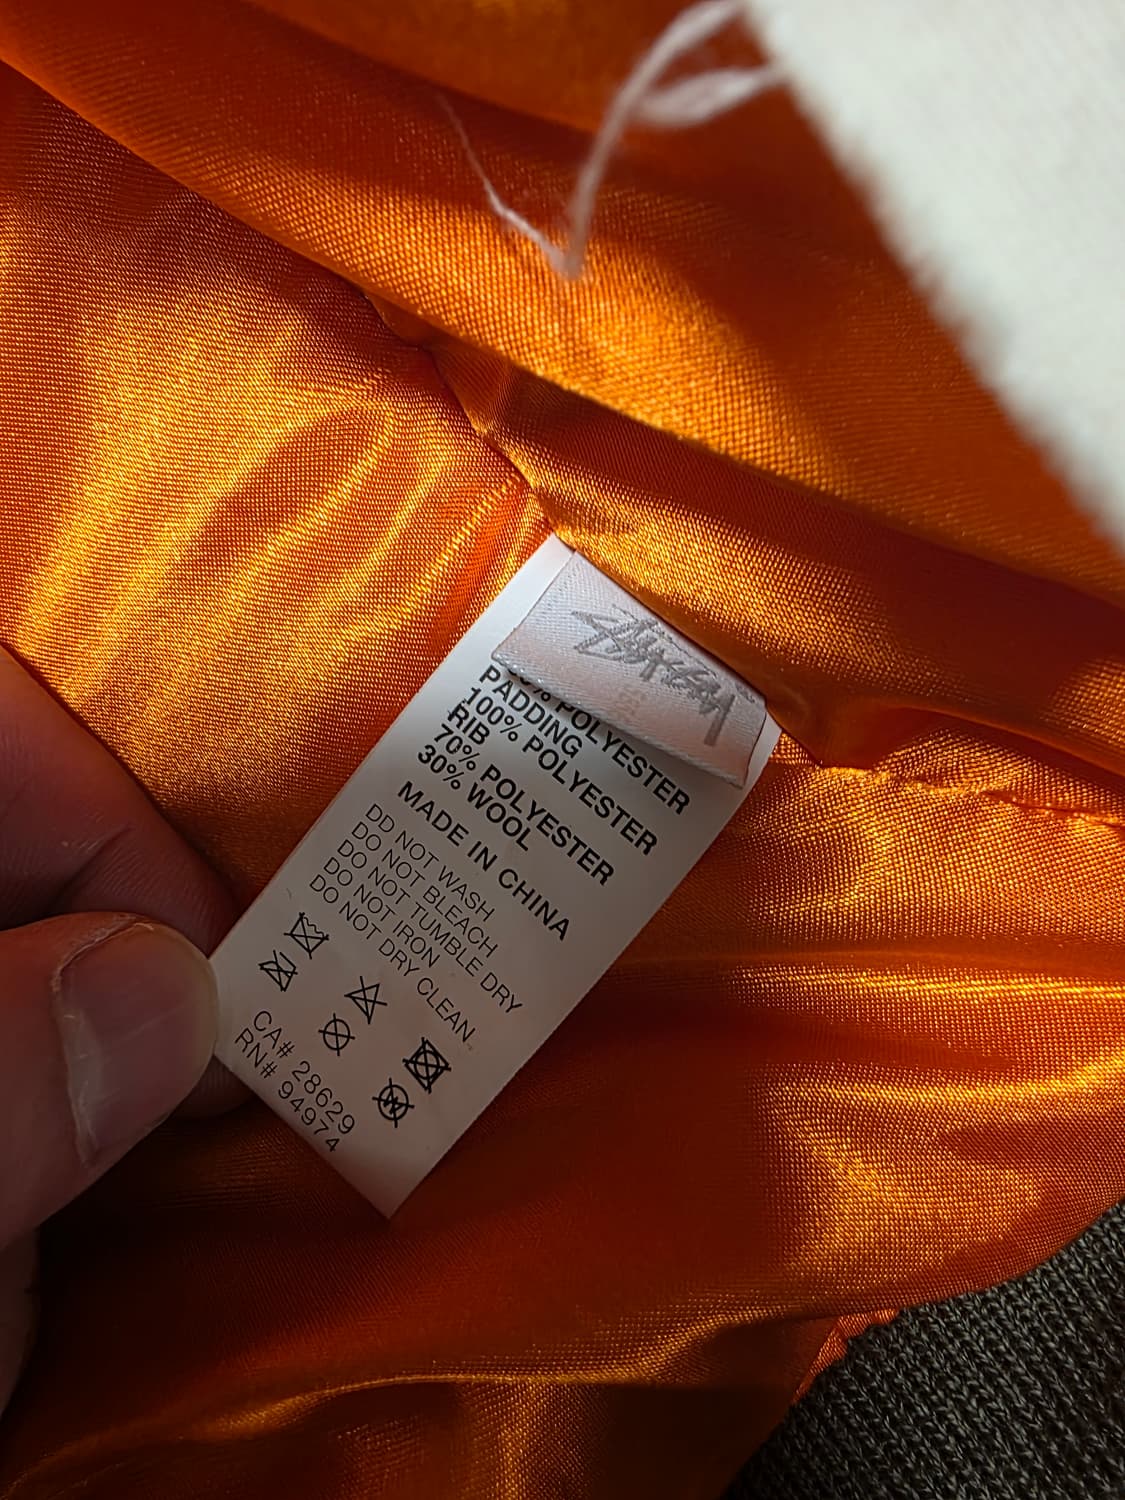 Stüssy
POLYESTER
PADDING
100% POLYESTER
RIB
70% POLYESTER
30% WOOL
MADE IN CHINA
DO NOT WASH
DO NOT BLEACH
DO NOT TUMBLE DRY
DO NOT IRON
DO NOT DRY CLEAN.
CA# 28629
RN# 94974